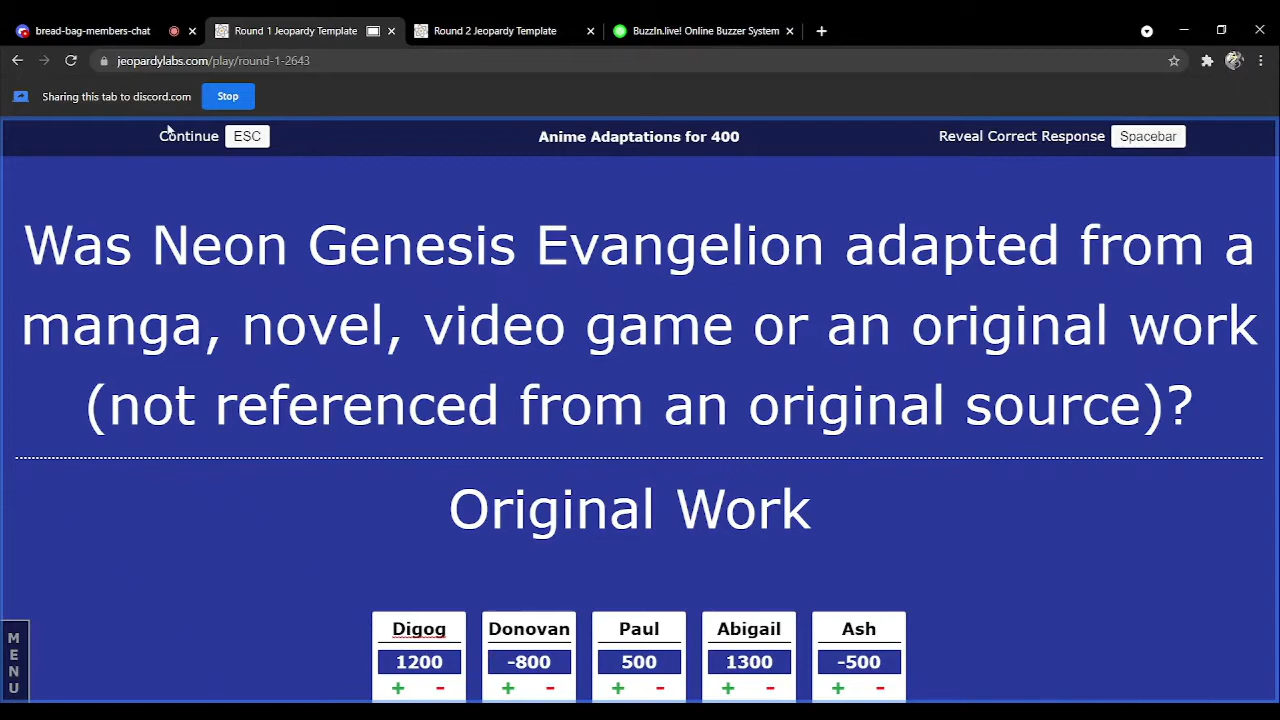 bread-bag-members-chat
Round 1 Jeopardy Template
Round 2 Jeopardy Template
BuzzIn.live! Online Buzzer System
jeopardylabs.com/play/round-1-2643
Sharing this tab to discord.com
Stop
Continue ESC
Anime Adaptations for 400
Reveal Correct Response Spacebar
Was Neon Genesis Evangelion adapted from a
manga, novel, video game or an original work
(not referenced from an original source)?
Original Work
MENU
Digog Donovan Paul Abigail Ash
1200 -800 500 1300 -500
+ - + - + - + - + -